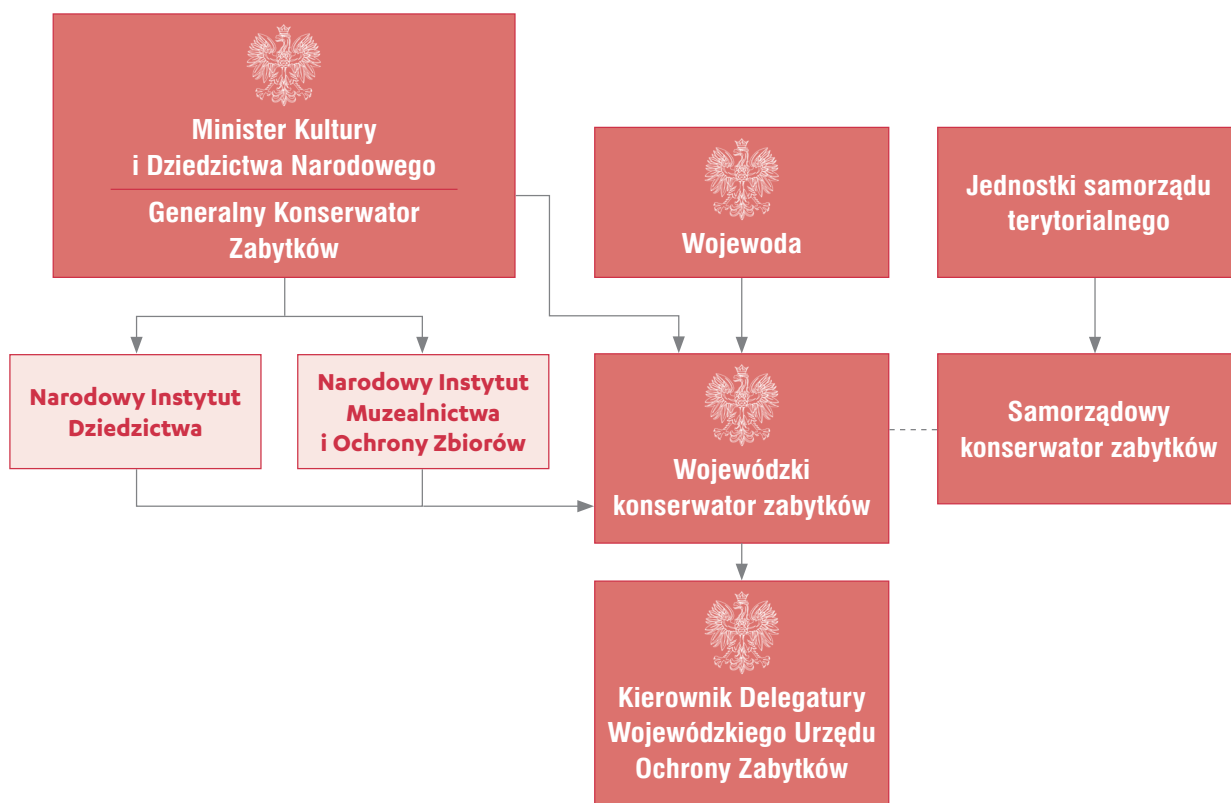 Minister Kultury
i Dziedzictwa Narodowego
Generalny Konserwator
Zabytków
Wojewoda
Jednostki samorządu
terytorialnego
Narodowy Instytut
Dziedzictwa
Narodowy Instytut
Muzealnictwa
i Ochrony Zbiorów
Wojewódzki
konserwator zabytków
Samorządowy
konserwator zabytków
Kierownik Delegatury
Wojewódzkiego Urzędu
Ochrony Zabytków